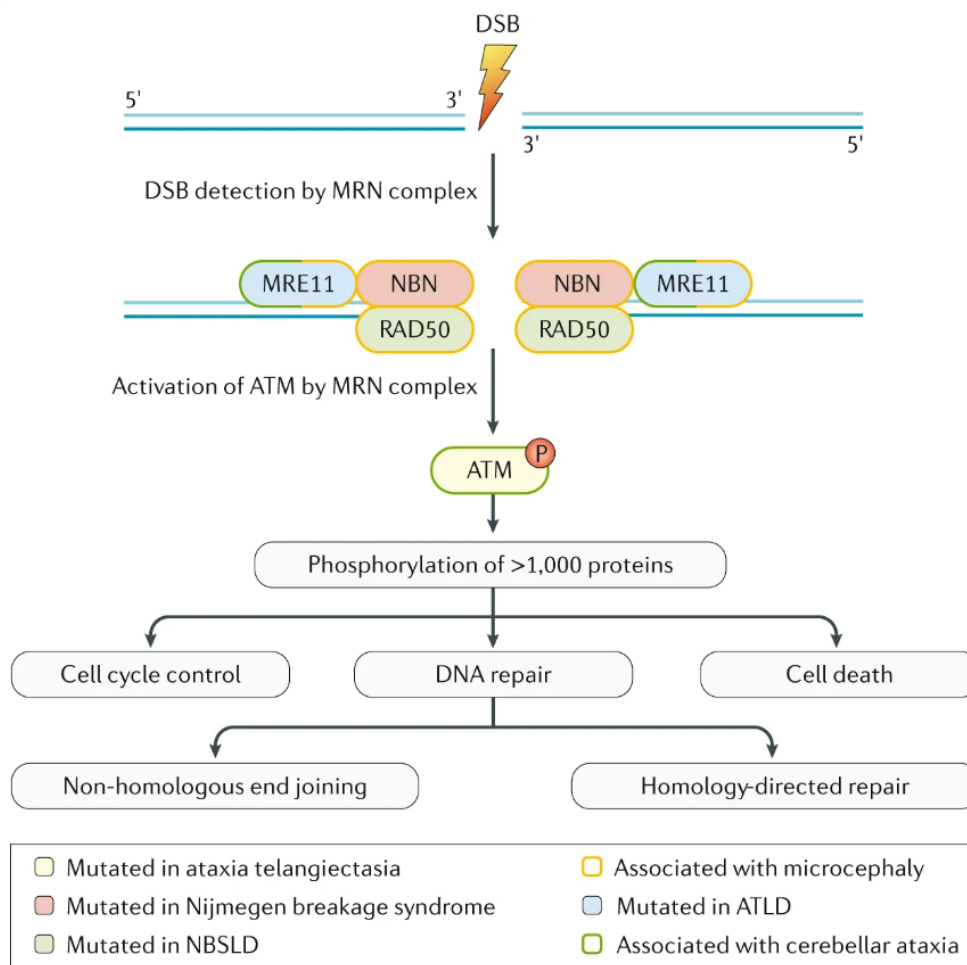 DSB
5'
3'
3'
5'
DSB detection by MRN complex
MRE11
NBN
NBN
MRE11
RAD50
RAD50
Activation of ATM by MRN complex
P
ATM
Phosphorylation of >1,000 proteins
Cell cycle control
DNA repair
Cell death
Non-homologous end joining
Homology-directed repair
Mutated in ataxia telangiectasia
Mutated in Nijmegen breakage syndrome
Mutated in NBSLD
Associated with microcephaly
Mutated in ATLD
Associated with cerebellar ataxia